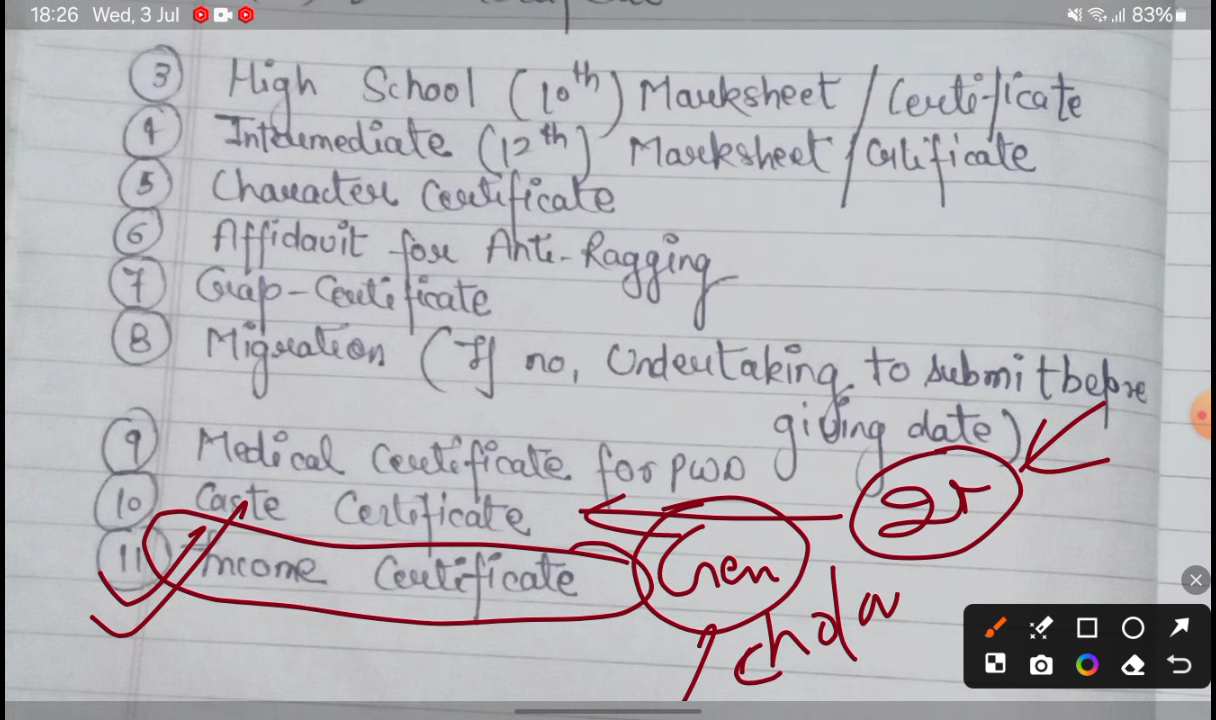 18:26 Wed, 3 Jul 83%
③ High School (10th) Marksheet / Certificate
④ Intermediate (12th) Marksheet / Certificate
⑤ Character Certificate
⑥ Affidavit for Anti-Ragging
⑦ Gap-Certificate
⑧ Migration (If no, Undertaking to submit before
giving date)
⑨ Medical Certificate for PWD
⑩ Caste Certificate
⑪ Income Certificate Gen